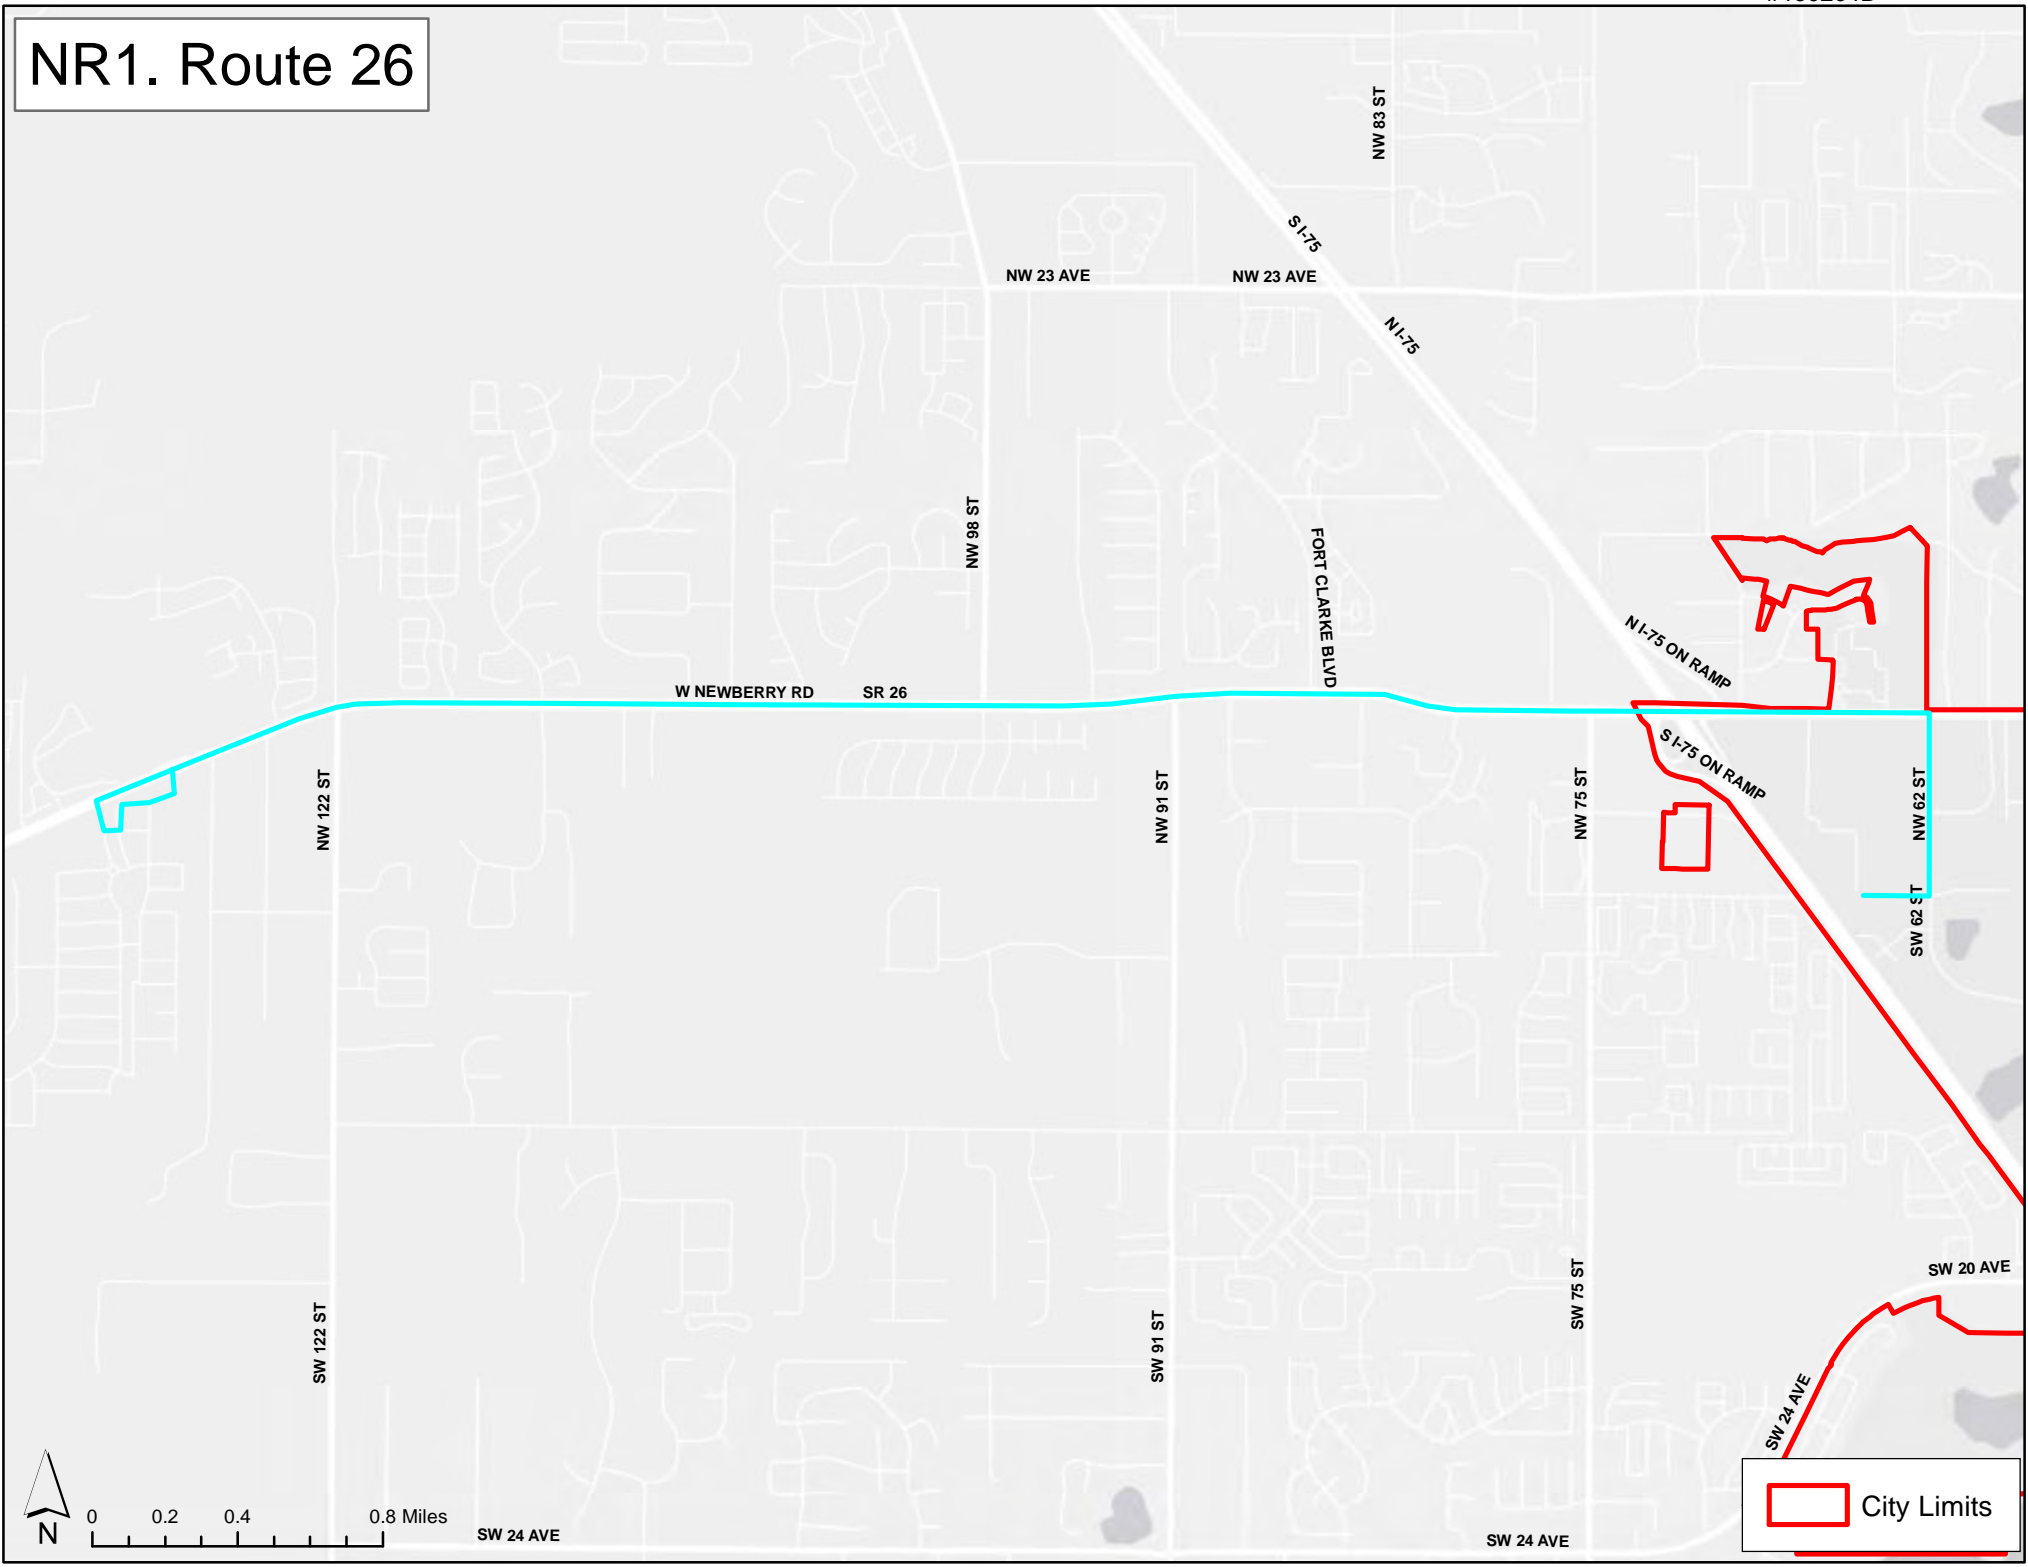 NR1. Route 26
NW 83 ST
S I-75
NW 23 AVE
NW 23 AVE
N I-75
NW 98 ST
FORT CLARKE BLVD
N I-75 ON RAMP
W NEWBERRY RD
SR 26
S I-75 ON RAMP
NW 122 ST
NW 91 ST
NW 75 ST
NW 62 ST
SW 62 ST
SW 20 AVE
SW 122 ST
SW 91 ST
SW 75 ST
SW 24 AVE
City Limits
0 0.2 0.4 0.8 Miles
N
SW 24 AVE
SW 24 AVE